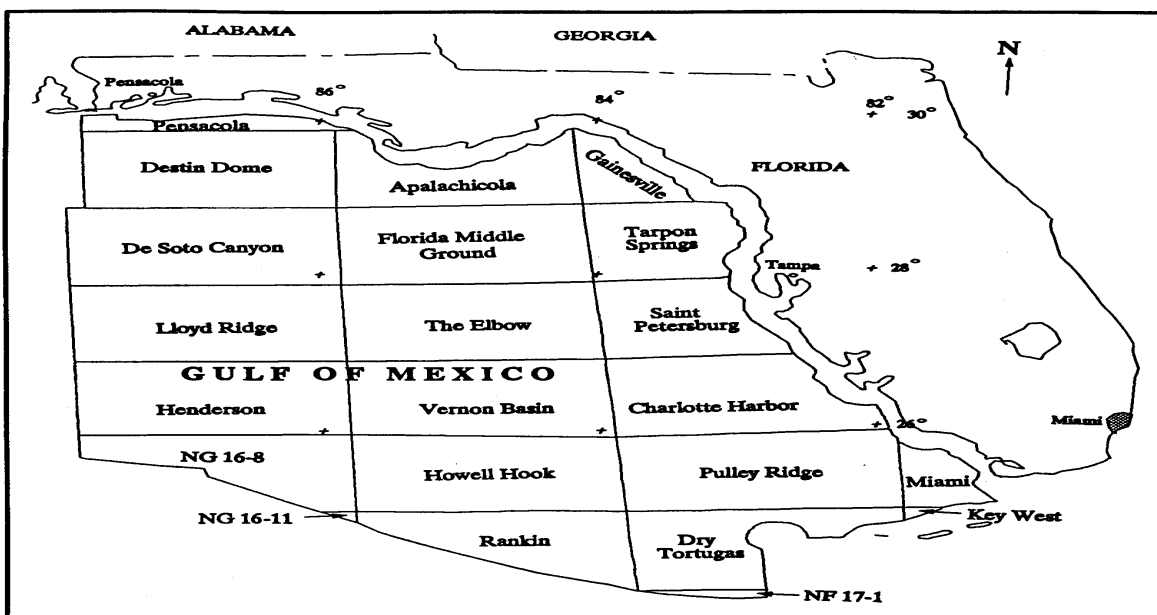 ALABAMA
GEORGIA
N
Pensacola
86°
84°
82°
30°
Pensacola
Destin Dome
Apalachicola
Gainesville
FLORIDA
De Soto Canyon
Florida Middle
Ground
Tarpon
Springs
Tampa
28°
Lloyd Ridge
The Elbow
Saint
Petersburg
GULF OF MEXICO
Henderson
Vernon Basin
Charlotte Harbor
26°
Miami
NG 16-8
Howell Hook
Pulley Ridge
Miami
NG 16-11
Key West
Rankin
Dry
Tortugas
NF 17-1